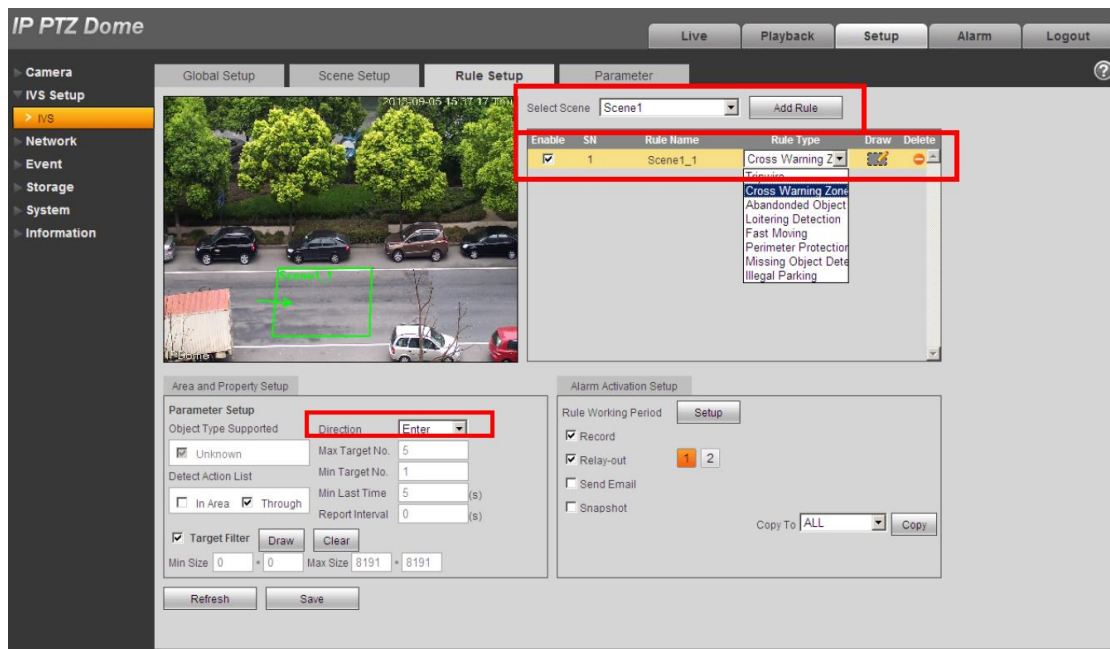 IP PTZ Dome
Live Playback Setup Alarm Logout
Camera
IVS Setup
> IVS
Network
Event
Storage
System
Information
Global Setup Scene Setup Rule Setup Parameter
Select Scene Scene1 Add Rule
Enable SN Rule Name Rule Type Draw Delete
1 Scene1_1 Cross Warning Z
Tripwire
Cross Warning Zone
Abandonded Object
Loitering Detection
Fast Moving
Perimeter Protection
Missing Object Dete
Illegal Parking
Scene1_1
Area and Property Setup
Parameter Setup
Object Type Supported
Unknown
Detect Action List
In Area Through
Direction Enter
Max Target No. 5
Min Target No. 1
Min Last Time 5 (s)
Report Interval 0 (s)
Target Filter Draw Clear
Min Size 0 * 0 Max Size 8191 * 8191
Alarm Activation Setup
Rule Working Period Setup
Record
Relay-out 1 2
Send Email
Snapshot
Copy To ALL Copy
Refresh Save